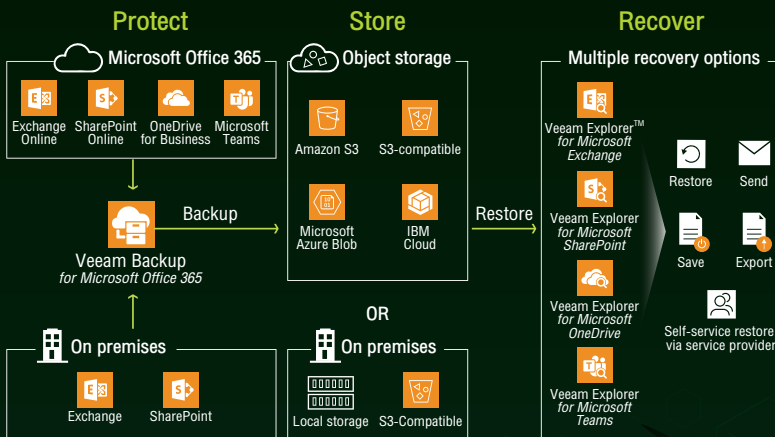 Protect
Microsoft Office 365
Exchange
Online
SharePoint
Online
OneDrive
for Business
Microsoft
Teams
Veeam Backup
for Microsoft Office 365
On premises
Exchange
SharePoint
Backup
Store
Object storage
Amazon S3
S3-compatible
Microsoft
Azure Blob
IBM
Cloud
OR
On premises
Local storage
S3-Compatible
Restore
Recover
Multiple recovery options
Veeam Explorer™
for Microsoft
Exchange
Veeam Explorer
for Microsoft
SharePoint
Veeam Explorer
for Microsoft
OneDrive
Veeam Explorer
for Microsoft
Teams
Restore
Send
Save
Export
Self-service restore
via service provider